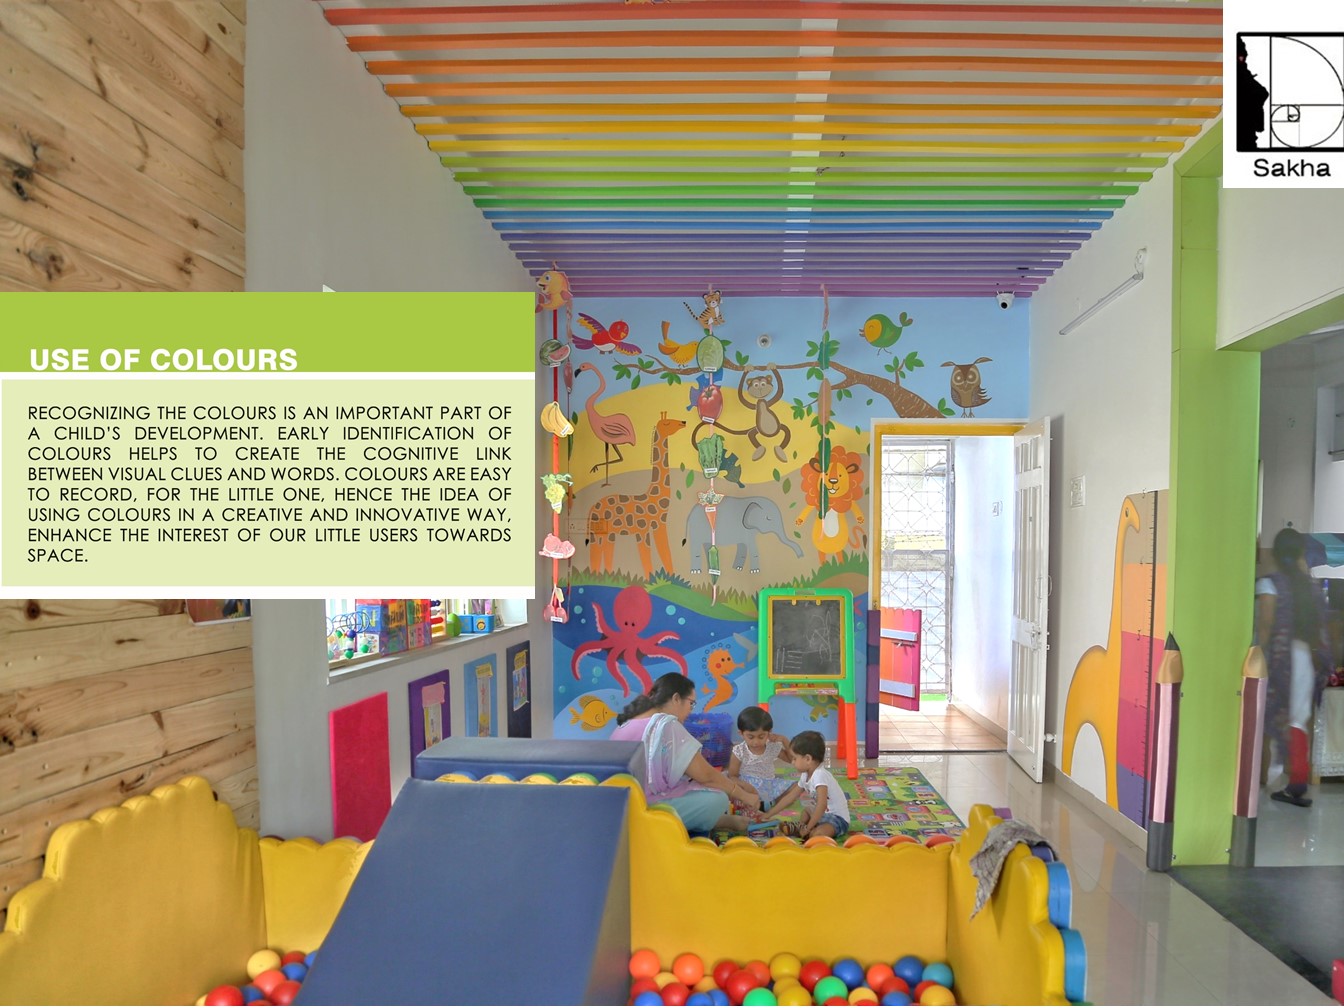 Sakha
USE OF COLOURS
RECOGNIZING THE COLOURS IS AN IMPORTANT PART OF
A CHILD'S DEVELOPMENT. EARLY IDENTIFICATION OF
COLOURS HELPS TO CREATE THE COGNITIVE LINK
BETWEEN VISUAL CLUES AND WORDS. COLOURS ARE EASY
TO RECORD, FOR THE LITTLE ONE, HENCE THE IDEA OF
USING COLOURS IN A CREATIVE AND INNOVATIVE WAY,
ENHANCE THE INTEREST OF OUR LITTLE USERS TOWARDS
SPACE.